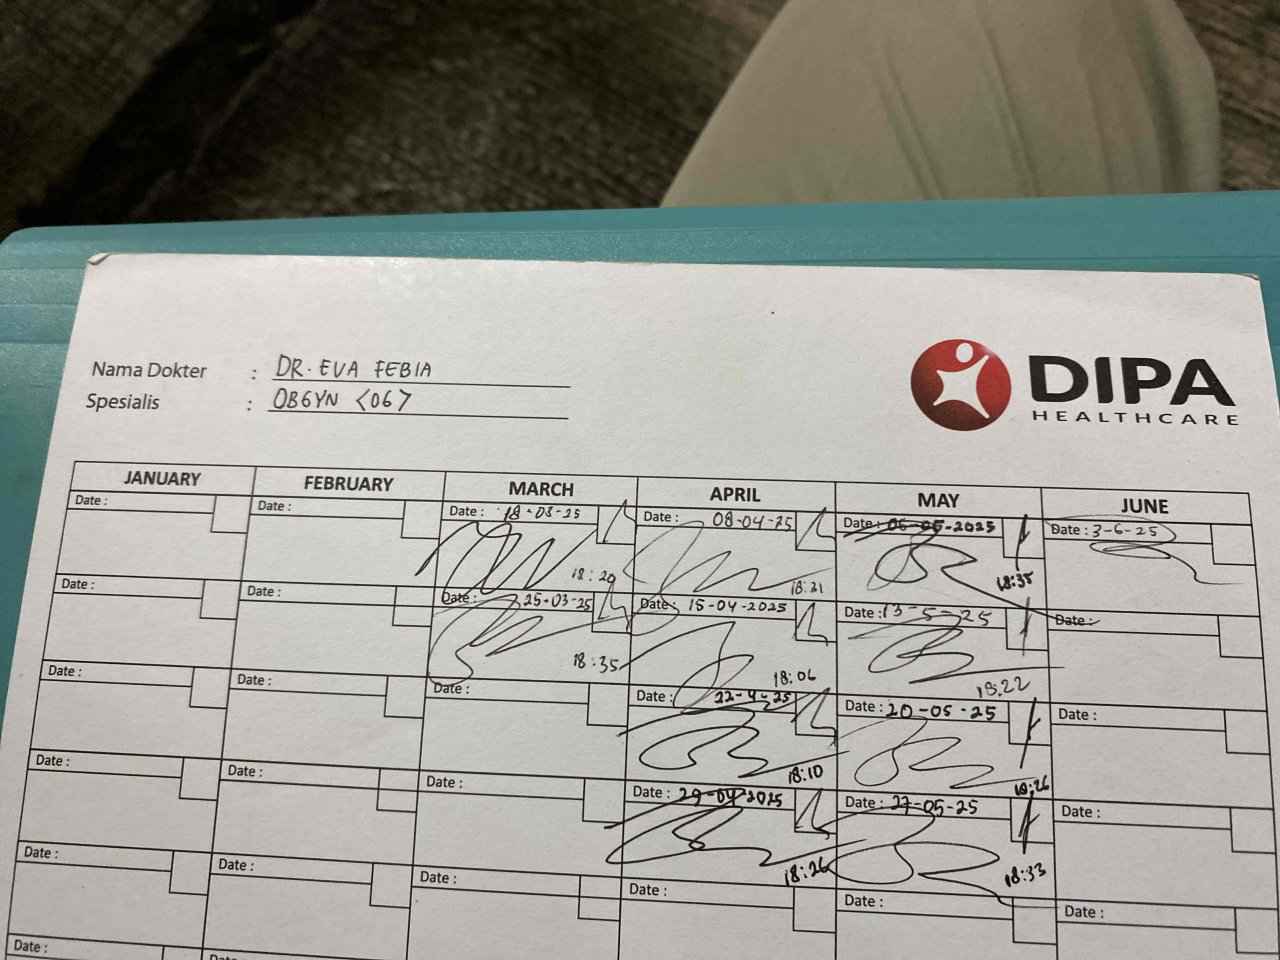 Nama Dokter : DR. EVA FEBIA
Spesialis : OBGYN <OG>
DIPA
HEALTHCARE
JANUARY FEBRUARY MARCH APRIL MAY JUNE
Date : Date : Date : 18-03-25 Date : 08-04-25 Date : 06-05-2025 Date : 3-6-25
18:20 18:21 18:35
Date : Date : Date : 25-03-25 Date : 15-04-2025 Date : 13-5-25 Date :
18:35 18:06 18:22
Date : Date : Date : Date : 22-4-25 Date : 20-05-25 Date :
18:10 18:26
Date : Date : Date : Date : 29-04-2025 Date : 27-05-25 Date :
18:26 18:33
Date : Date : Date : Date : Date : Date :
Date : Date :